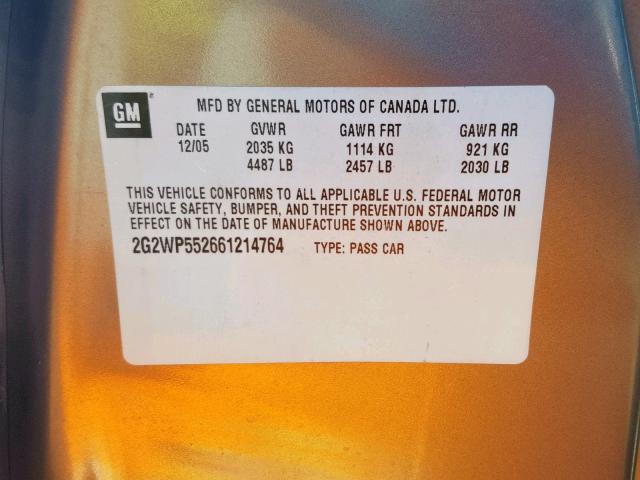 GM
MFD BY GENERAL MOTORS OF CANADA LTD.
DATE GVWR GAWR FRT GAWR RR
12/05 2035 KG 1114 KG 921 KG
4487 LB 2457 LB 2030 LB
THIS VEHICLE CONFORMS TO ALL APPLICABLE U.S. FEDERAL MOTOR
VEHICLE SAFETY, BUMPER, AND THEFT PREVENTION STANDARDS IN
EFFECT ON THE DATE OF MANUFACTURE SHOWN ABOVE.
2G2WP552661214764 TYPE: PASS CAR